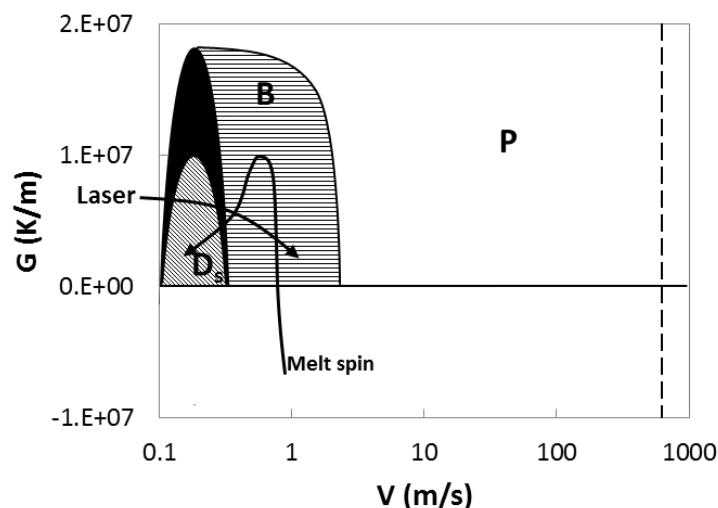 2.E+07
B
P
1.E+07
Laser
G (K/m)
Ds
0.E+00
Melt spin
-1.E+07
0.1
1
10
100
1000
V (m/s)